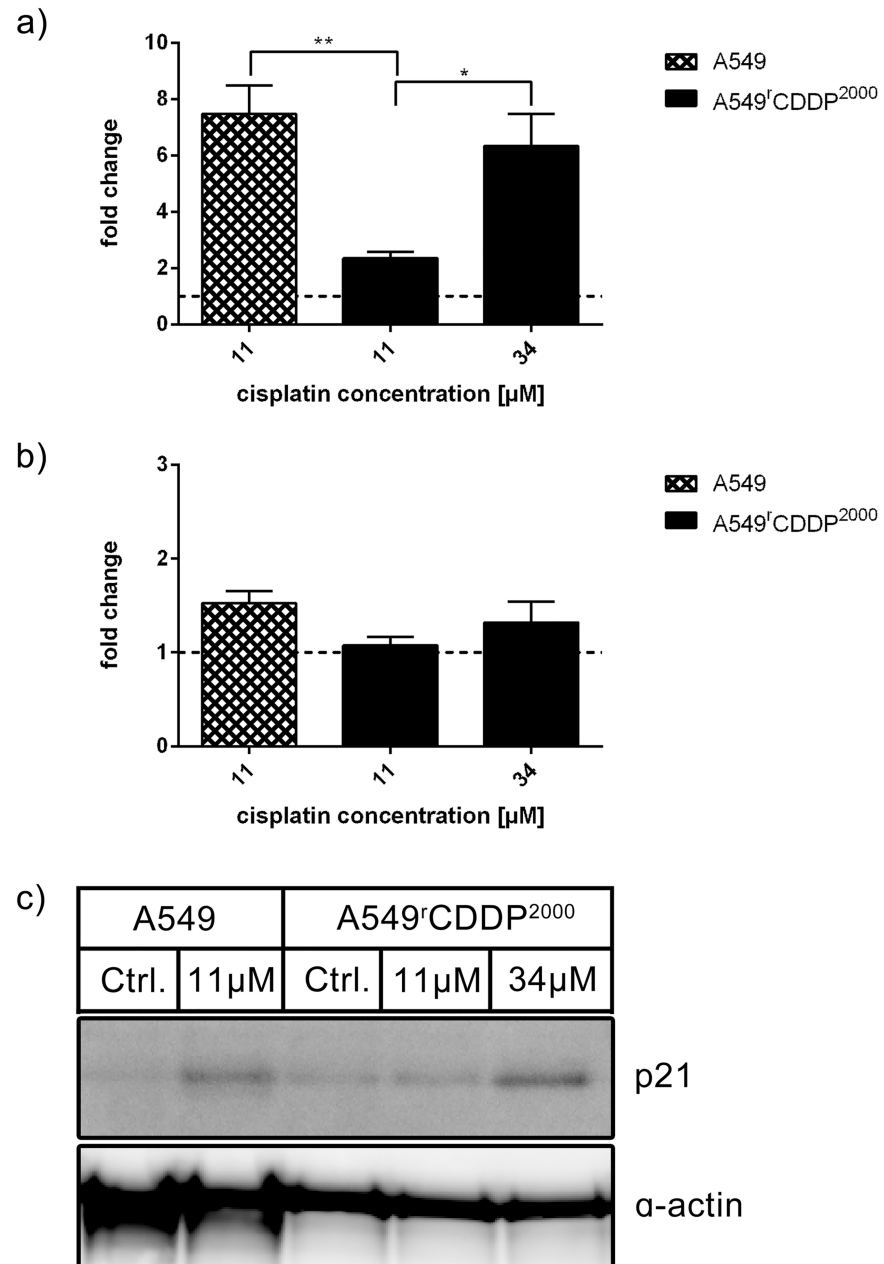 a)
10
8
6
4
2
0
fold change
**
*
11
11
34
cisplatin concentration [µM]
A549
A549ʳCDDP²⁰⁰⁰
b)
3
2
1
0
fold change
11
11
34
cisplatin concentration [µM]
A549
A549ʳCDDP²⁰⁰⁰
c)
A549 A549ʳCDDP²⁰⁰⁰
Ctrl. 11µM Ctrl. 11µM 34µM
p21
α-actin